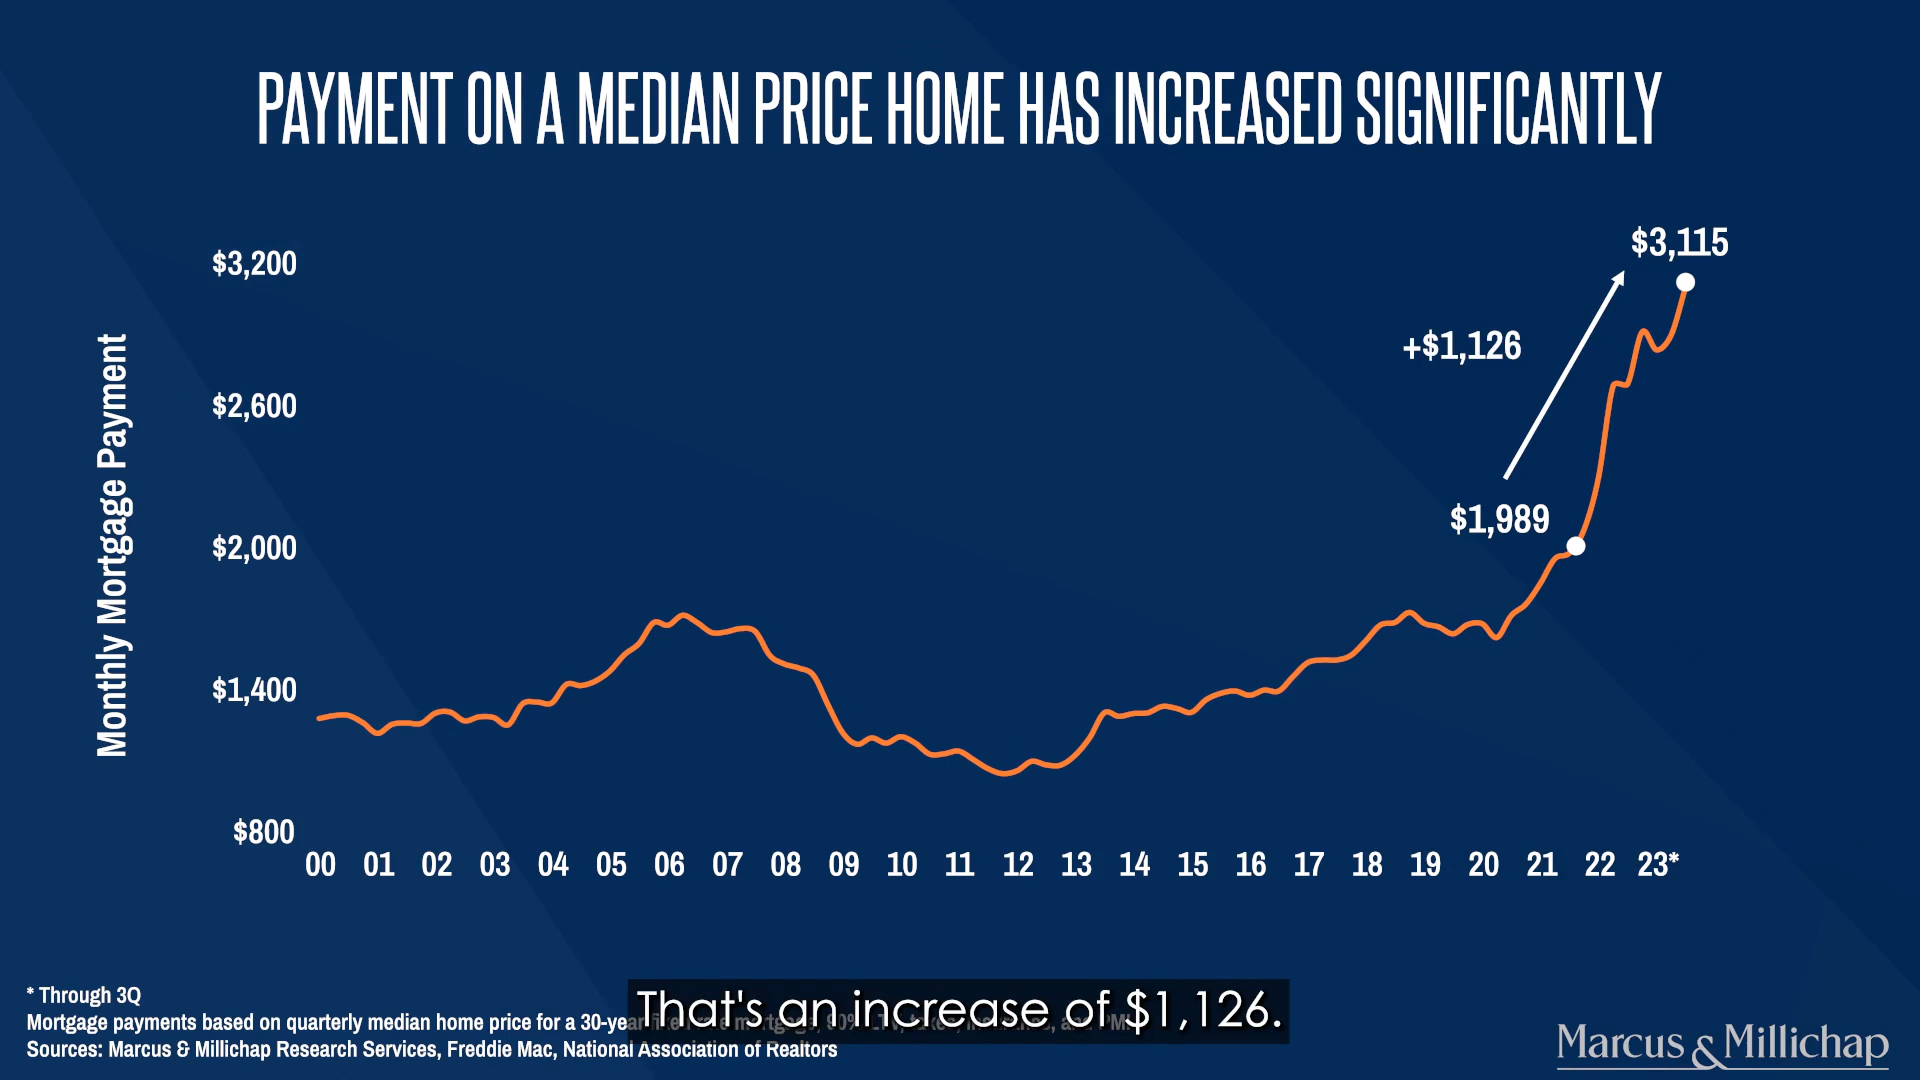 PAYMENT ON A MEDIAN PRICE HOME HAS INCREASED SIGNIFICANTLY
$3,115
$3,200
+$1,126
$2,600
$1,989
$2,000
Monthly Mortgage Payment
$1,400
$800
00 01 02 03 04 05 06 07 08 09 10 11 12 13 14 15 16 17 18 19 20 21 22 23*
* Through 3Q
Mortgage payments based on quarterly median home price for a 30-year
That's an increase of $1,126.
Sources: Marcus & Millichap Research Services, Freddie Mac, National Association of Realtors
Marcus & Millichap